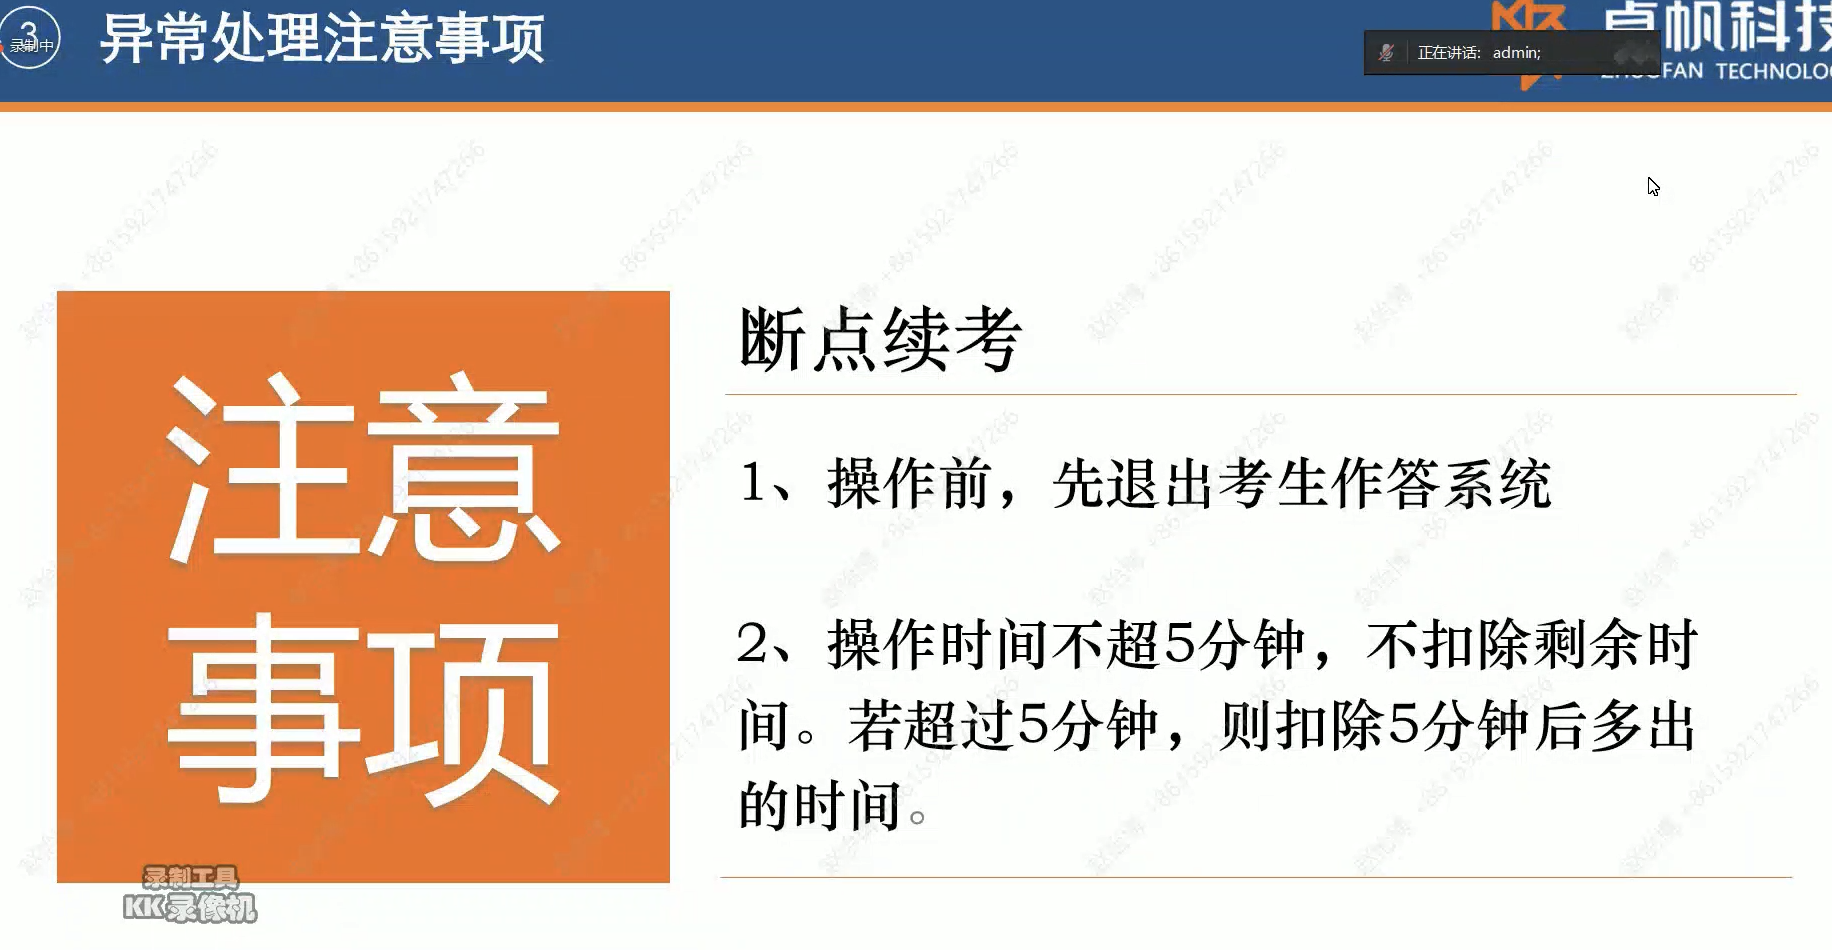 3
录制中
异常处理注意事项
卓帆科技
正在讲话: admin;
FAN TECHNOLO
注意
事项
断点续考
1、操作前，先退出考生作答系统
2、操作时间不超5分钟，不扣除剩余时
间。若超过5分钟，则扣除5分钟后多出
的时间。
录制工具
KK录像机